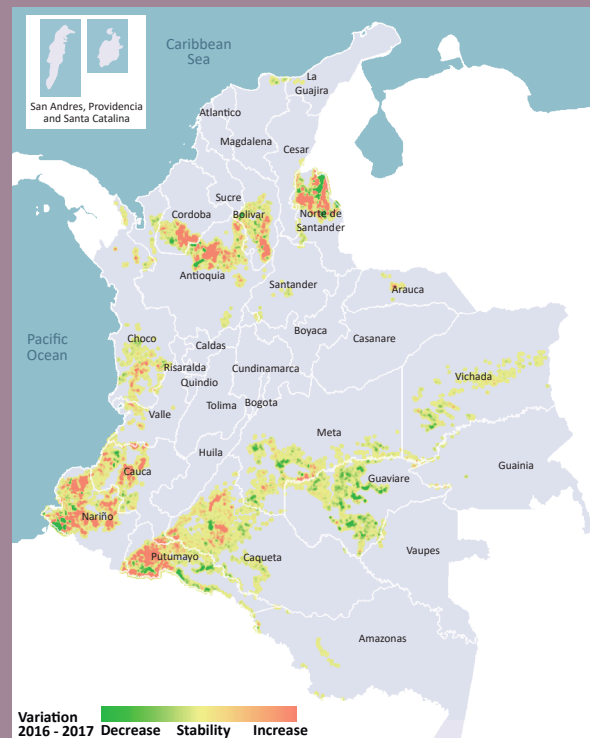 Caribbean
Sea
San Andres, Providencia
and Santa Catalina
La
Guajira
Atlantico
Magdalena
Cesar
Sucre
Cordoba
Bolivar
Norte de
Santander
Antioquia
Santander
Arauca
Pacific
Ocean
Choco
Boyaca
Caldas
Casanare
Risaralda
Cundinamarca
Quindio
Vichada
Valle
Tolima
Bogota
Meta
Huila
Cauca
Guaviare
Guainia
Nariño
Putumayo
Caqueta
Vaupes
Amazonas
Variation
2016 - 2017
Decrease Stability Increase